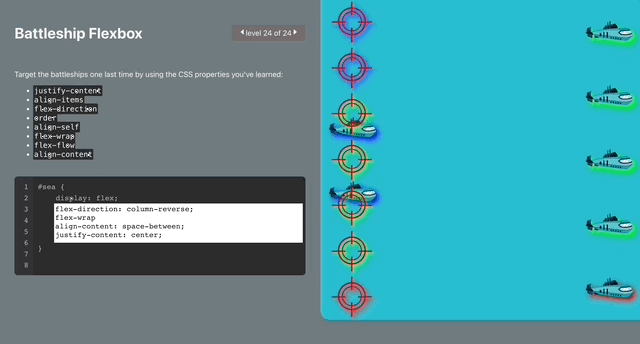 Battleship Flexbox
level 24 of 24
Target the battleships one last time by using the CSS properties you've learned:
justify-content
align-items
flex-direction
order
align-self
flex-wrap
flex-flow
align-content
1 #sea {
2 display: flex;
3 flex-direction: column-reverse;
4 flex-wrap
5 align-content: space-between;
6 justify-content: center;
7 }
8